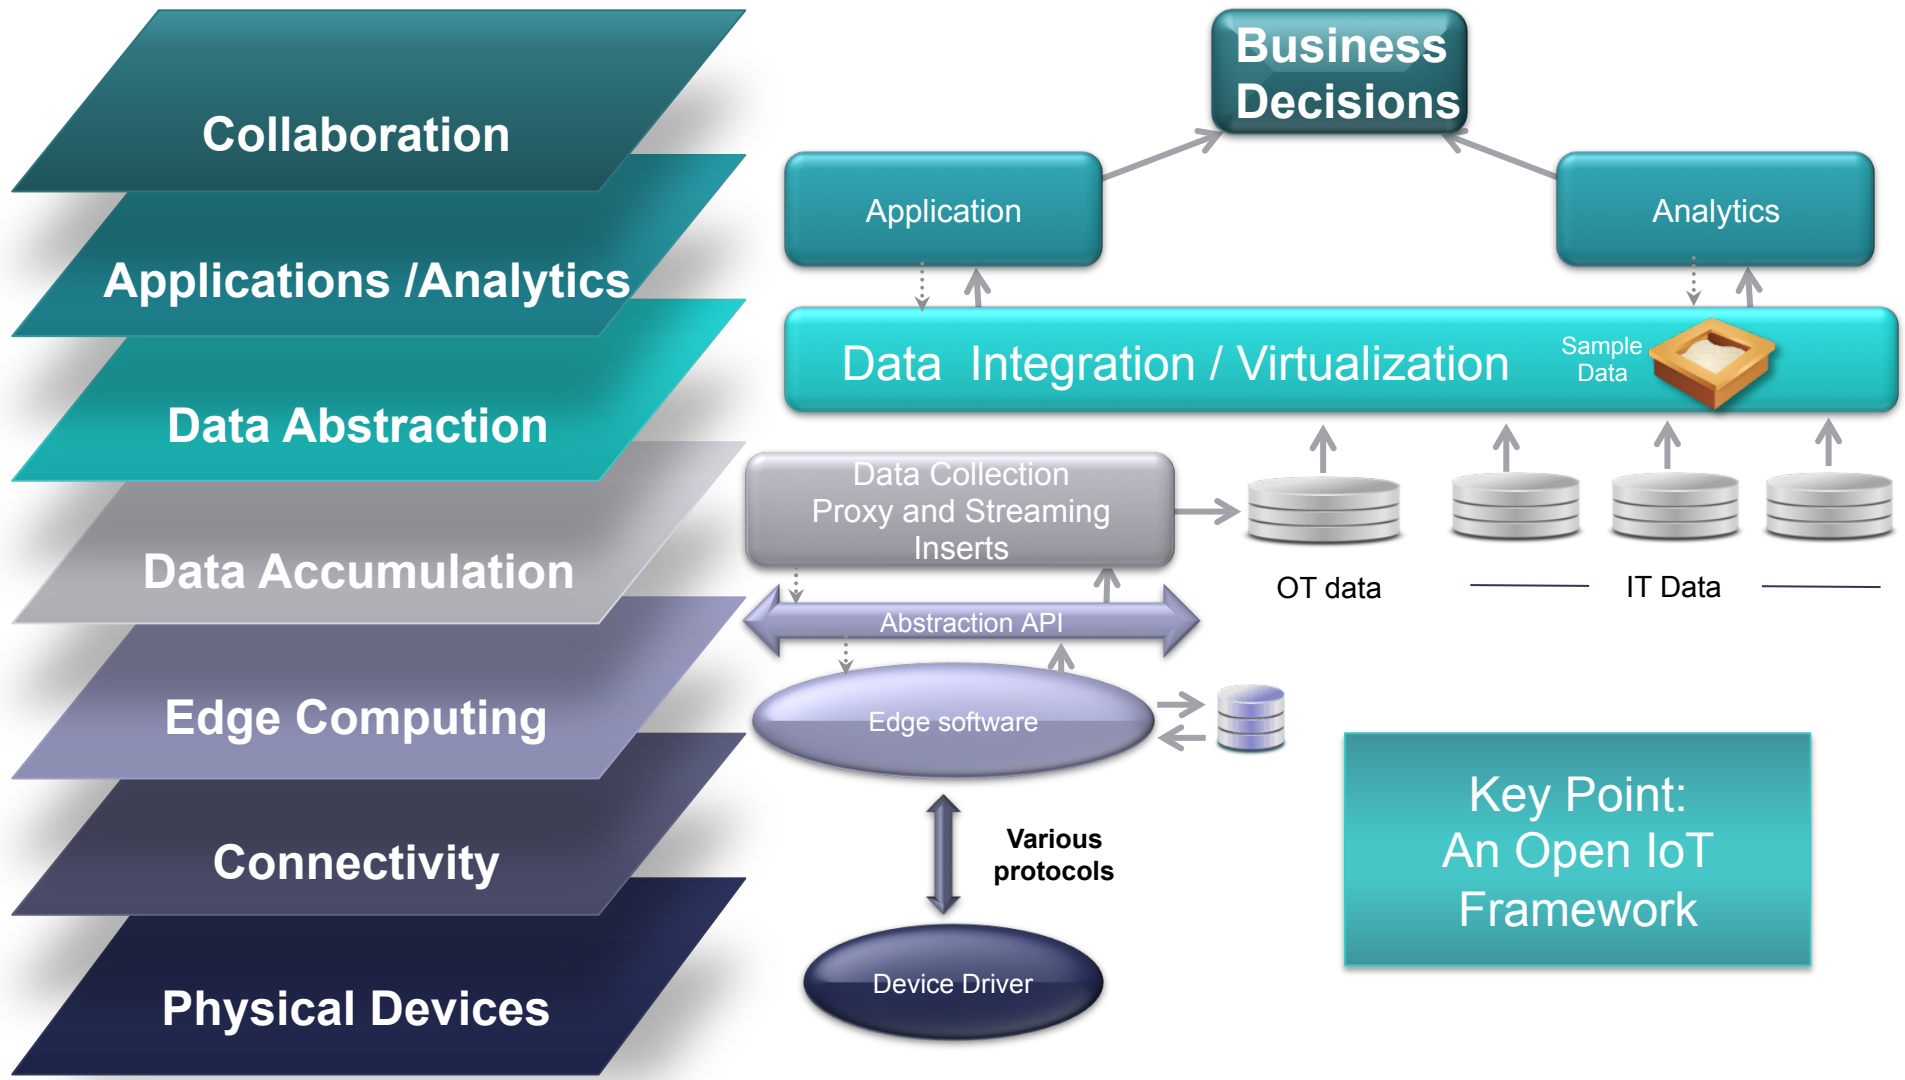 Collaboration
Applications /Analytics
Data Abstraction
Data Accumulation
Edge Computing
Connectivity
Physical Devices
Business
Decisions
Application
Analytics
Data  Integration / Virtualization
Sample
Data
Data Collection
Proxy and Streaming
Inserts
OT data
IT Data
Abstraction API
Edge software
Various
protocols
Device Driver
Key Point:
An Open IoT
Framework